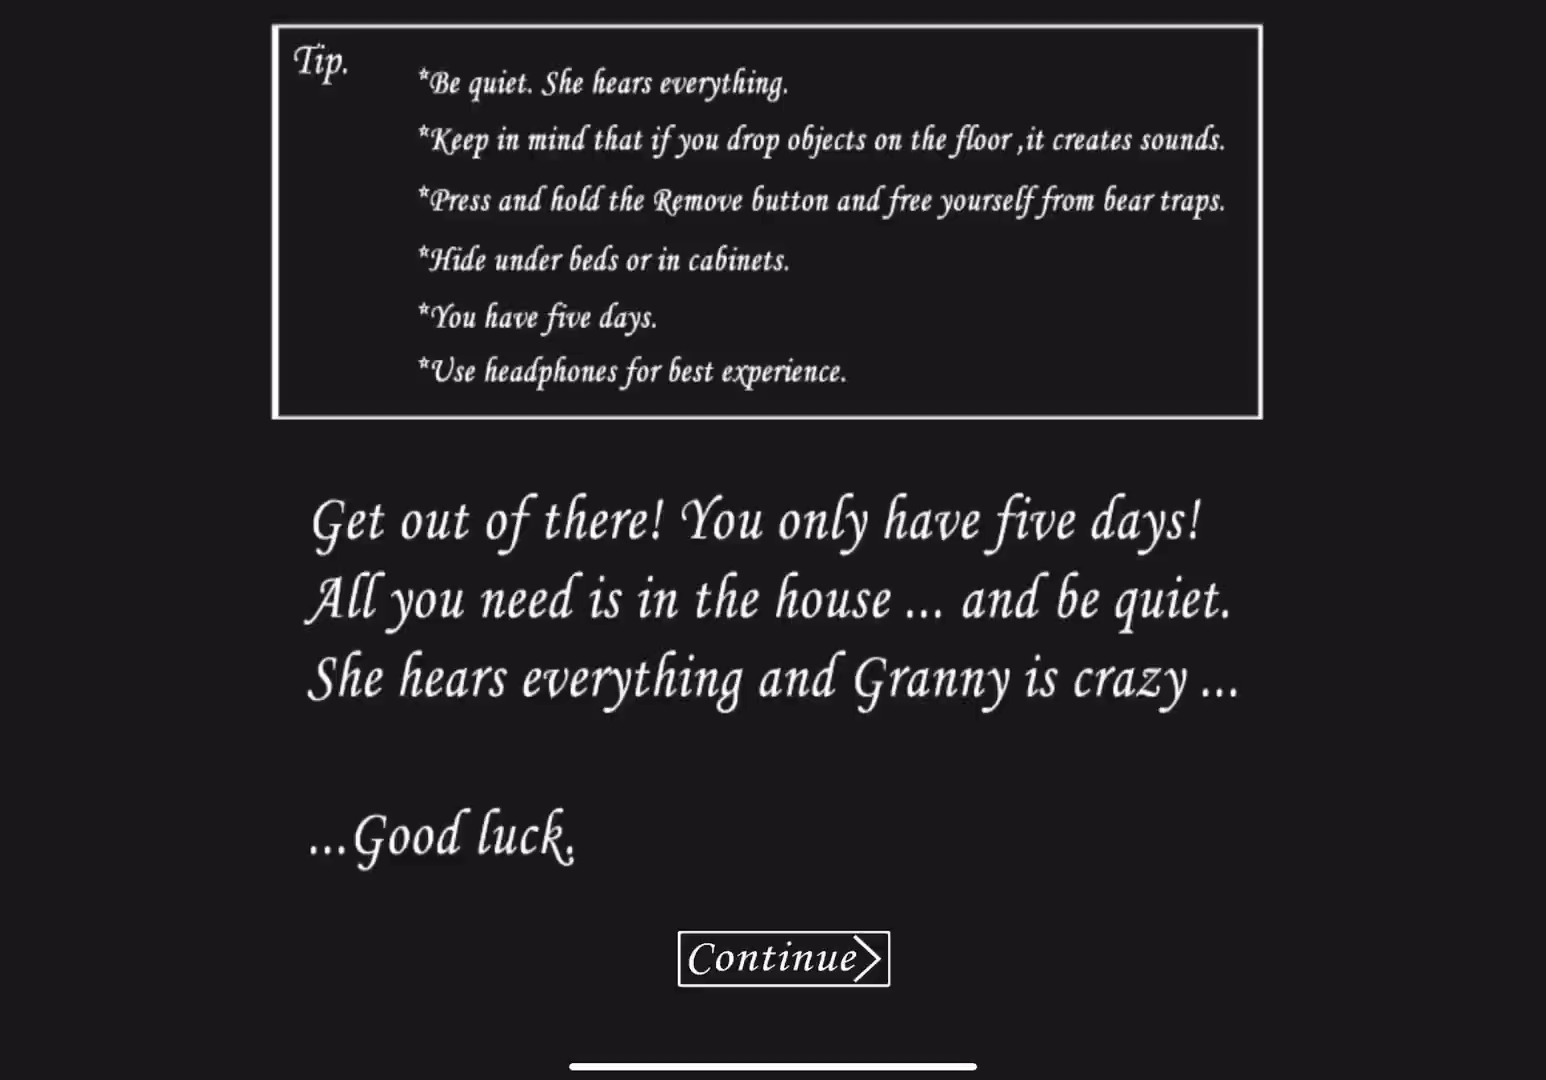 Tip.
*Be quiet. She hears everything.
*Keep in mind that if you drop objects on the floor ,it creates sounds.
*Press and hold the Remove button and free yourself from bear traps.
*Hide under beds or in cabinets.
*You have five days.
*Use headphones for best experience.
Get out of there! You only have five days!
All you need is in the house ... and be quiet.
She hears everything and Granny is crazy ...
...Good luck.
Continue>